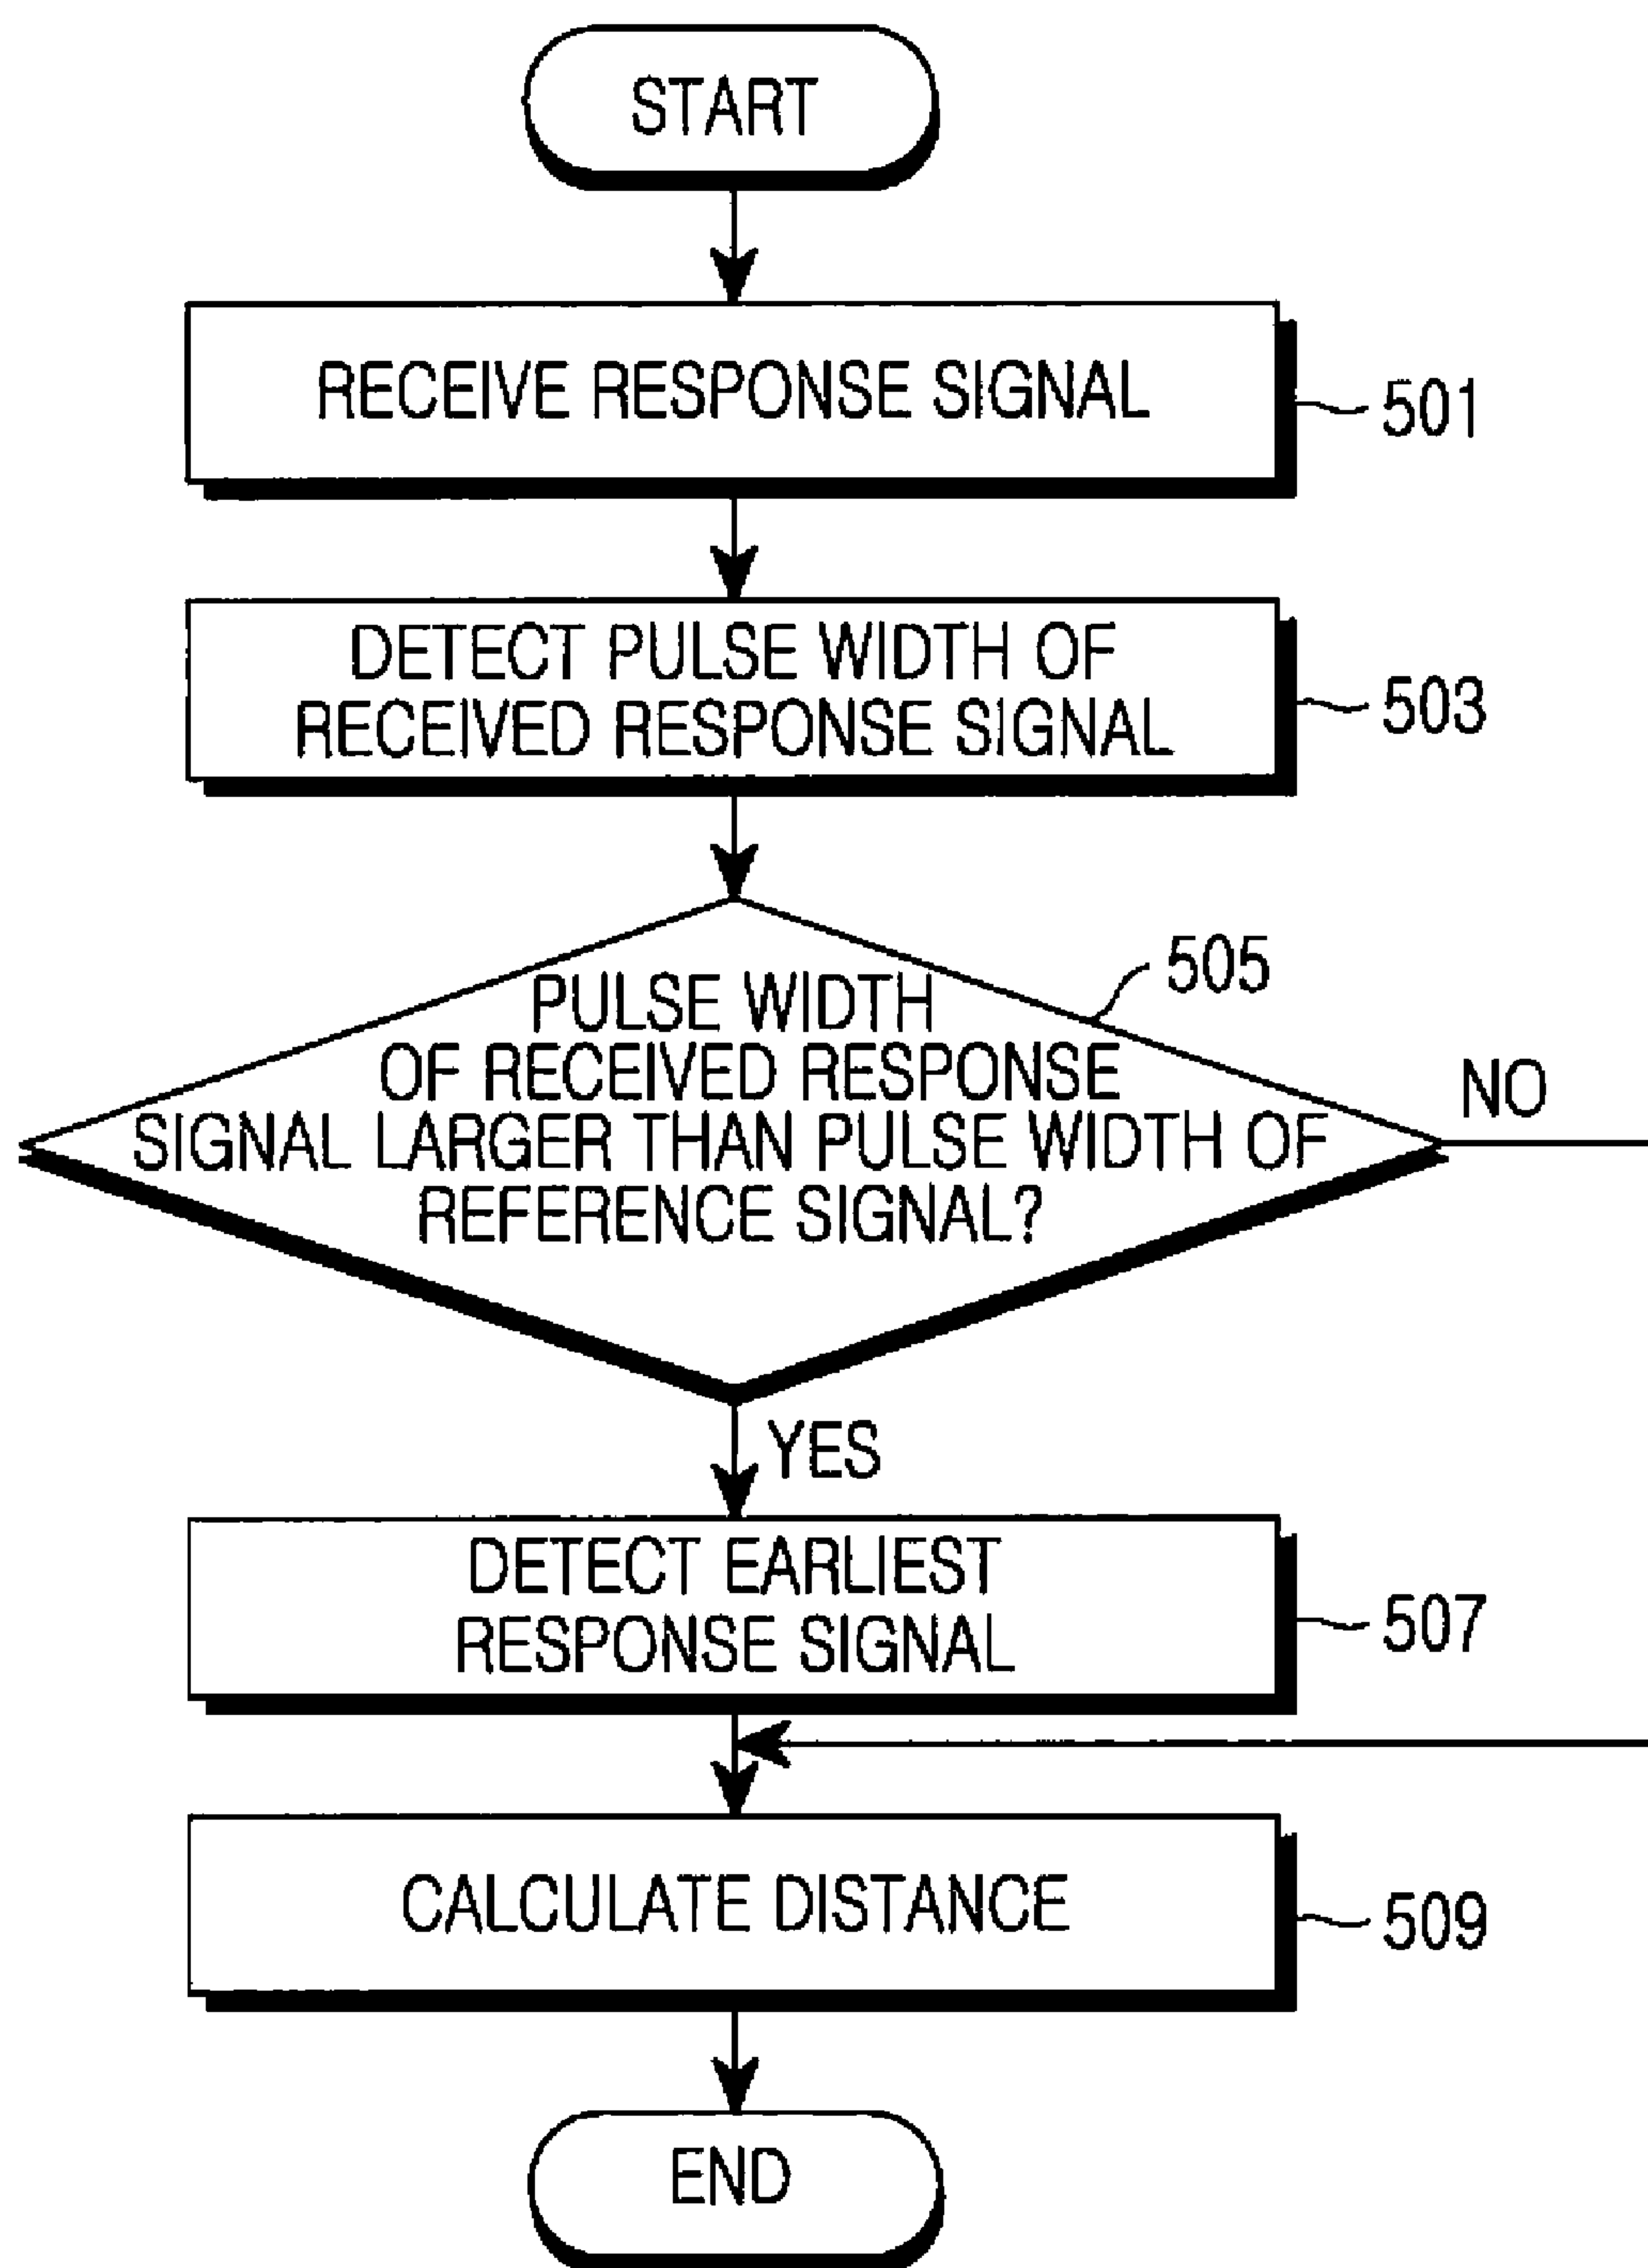 START
RECEIVE RESPONSE SIGNAL
501
DETECT PULSE WIDTH OF
RECEIVED RESPONSE SIGNAL
503
505
PULSE WIDTH
OF RECEIVED RESPONSE
SIGNAL LARGER THAN PULSE WIDTH OF
REFERENCE SIGNAL?
NO
YES
DETECT EARLIEST
RESPONSE SIGNAL
507
CALCULATE DISTANCE
509
END